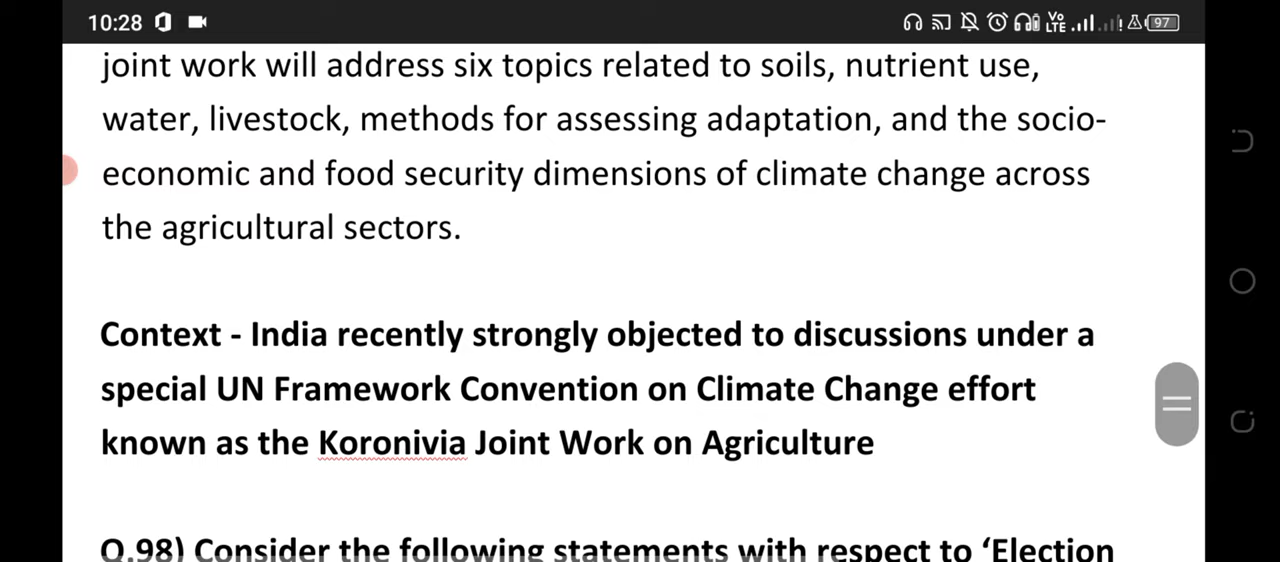 10:28
Vo
LTE
97
joint work will address six topics related to soils, nutrient use,
water, livestock, methods for assessing adaptation, and the socio-
economic and food security dimensions of climate change across
the agricultural sectors.
Context - India recently strongly objected to discussions under a
special UN Framework Convention on Climate Change effort
known as the Koronivia Joint Work on Agriculture
Q.98) Consider the following statements with respect to ‘Election